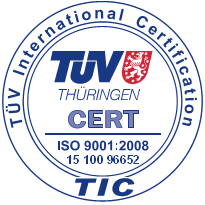 TÜV International Certification
TÜV
THÜRINGEN
CERT
ISO 9001:2008
15 100 96652
TIC